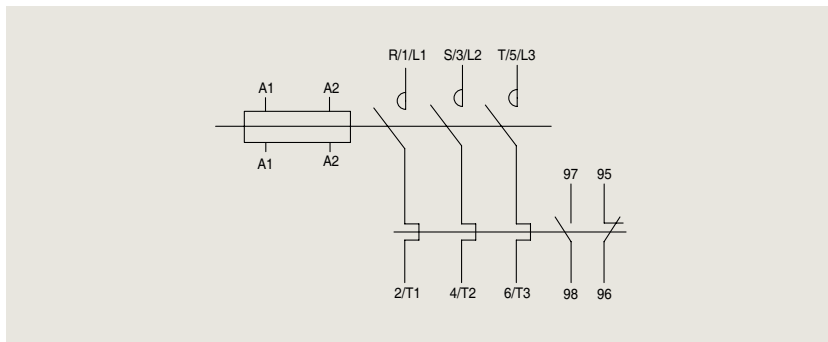 R/1/L1 S/3/L2 T/5/L3
A1 A2
A1 A2
97 95
2/T1 4/T2 6/T3 98 96